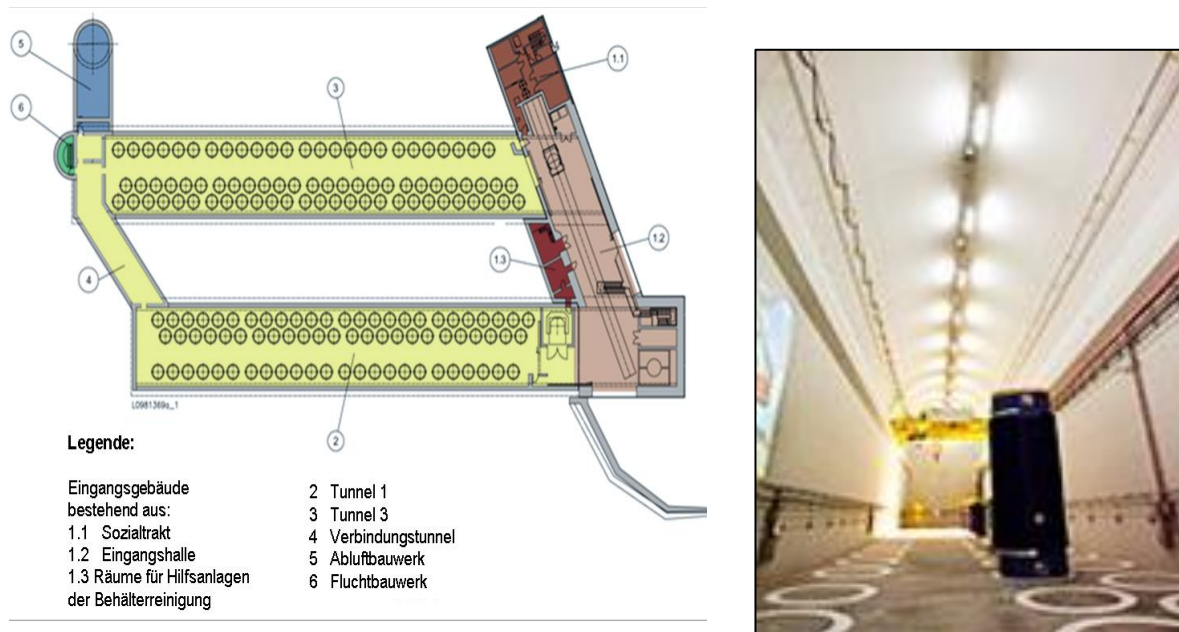 5
6
3
1.1
1.2
1.3
4
L0981369q_1
2
Legende:
Eingangsgebäude
bestehend aus:
1.1 Sozialtrakt
1.2 Eingangshalle
1.3 Räume für Hilfsanlagen
der Behälterreinigung
2 Tunnel 1
3 Tunnel 3
4 Verbindungstunnel
5 Abluftbauwerk
6 Fluchtbauwerk